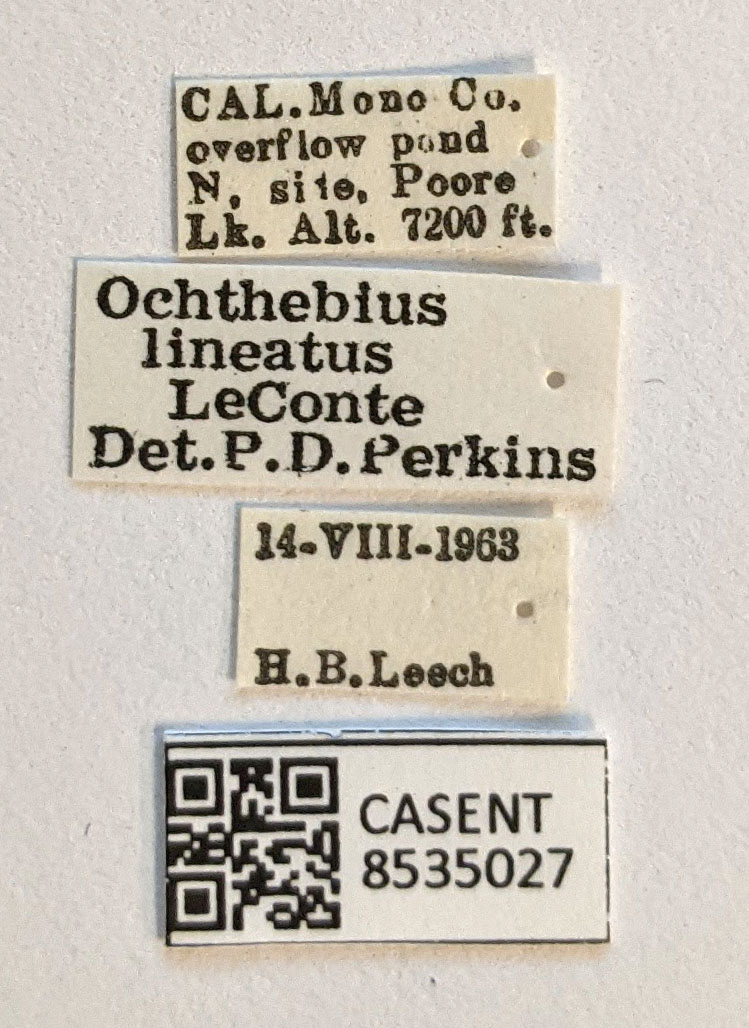 CAL. Mono Co.
overflow pond
N. site, Poore
Lk. Alt. 7200 ft.
Ochthebius
lineatus
LeConte
Det. P.D. Perkins
14-VIII-1963
H.B. Leech
CASENT
8535027